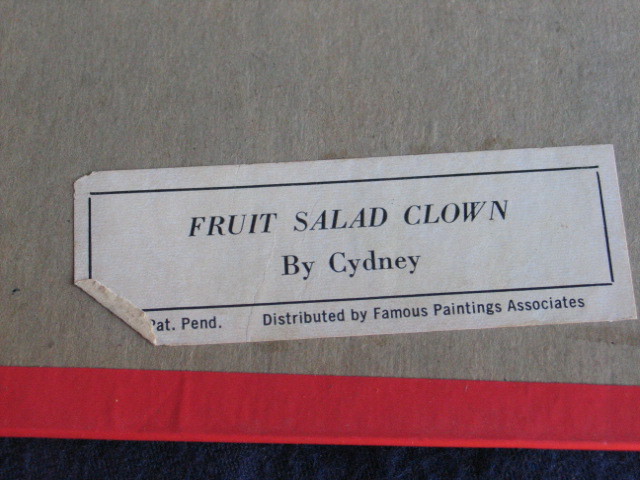 FRUIT SALAD CLOWN
By Cydney
Pat. Pend. Distributed by Famous Paintings Associates